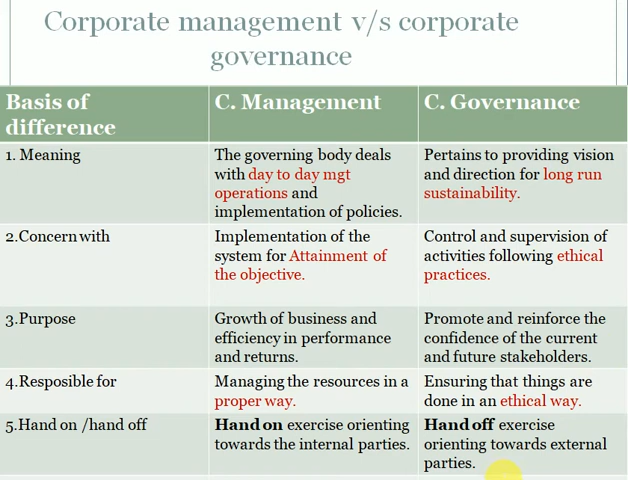 Corporate management v/s corporate
governance
Basis of
difference
C. Management
C. Governance
1. Meaning
The governing body deals
with day to day mgt
operations and
implementation of policies.
Pertains to providing vision
and direction for long run
sustainability.
2.Concern with
Implementation of the
system for Attainment of
the objective.
Control and supervision of
activities following ethical
practices.
3.Purpose
Growth of business and
efficiency in performance
and returns.
Promote and reinforce the
confidence of the current
and future stakeholders.
4.Resposible for
Managing the resources in a
proper way.
Ensuring that things are
done in an ethical way.
5.Hand on /hand off
Hand on exercise orienting
towards the internal parties.
Hand off exercise
orienting towards external
parties.